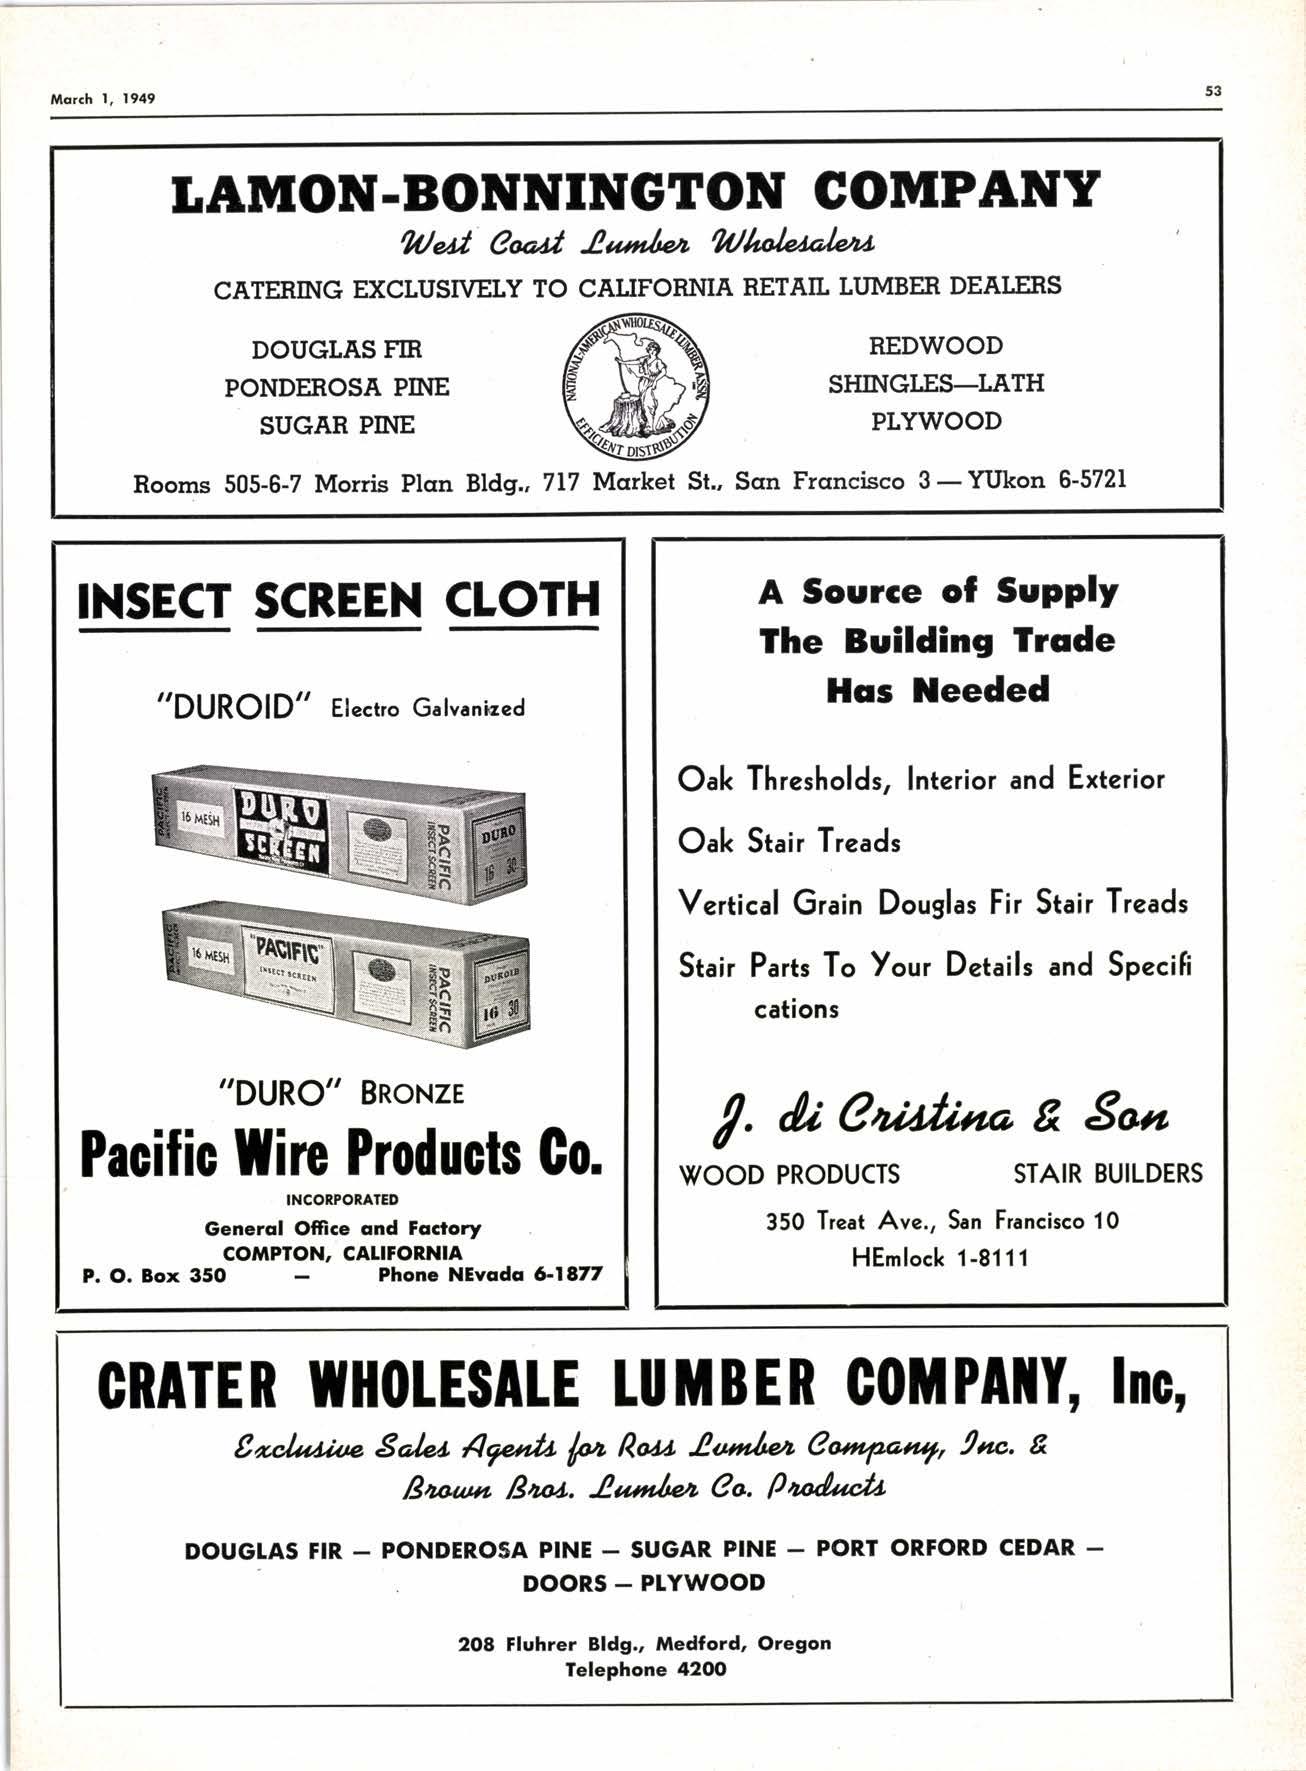 March 1, 1949
53
LAMON-BONNINGTON COMPANY
West Coast Lumber Wholesalers
CATERING EXCLUSIVELY TO CALIFORNIA RETAIL LUMBER DEALERS
DOUGLAS FIR
PONDEROSA PINE
SUGAR PINE
NATIONAL-AMERICAN WHOLESALE LUMBER ASSN.
EFFICIENT DISTRIBUTION
REDWOOD
SHINGLES—LATH
PLYWOOD
Rooms 505-6-7 Morris Plan Bldg., 717 Market St., San Francisco 3 — YUkon 6-5721
INSECT SCREEN CLOTH
"DUROID" Electro Galvanized
PACIFIC
INSECT SCREEN
16 MESH
DURO
SCREEN
PACIFIC
INSECT SCREEN
DURO
16 30
PACIFIC
16 MESH
"PACIFIC"
INSECT SCREEN
PACIFIC
INSECT SCREEN
DUROID
16 30
"DURO" BRONZE
Pacific Wire Products Co.
INCORPORATED
General Office and Factory
COMPTON, CALIFORNIA
P. O. Box 350 — Phone NEvada 6-1877
A Source of Supply
The Building Trade
Has Needed
Oak Thresholds, Interior and Exterior
Oak Stair Treads
Vertical Grain Douglas Fir Stair Treads
Stair Parts To Your Details and Specifi
cations
J. di Cristina & Son
WOOD PRODUCTS STAIR BUILDERS
350 Treat Ave., San Francisco 10
HEmlock 1-8111
CRATER WHOLESALE LUMBER COMPANY, Inc,
Exclusive Sales Agents for Ross Lumber Company, Inc. &
Brown Bros. Lumber Co. Products
DOUGLAS FIR — PONDEROSA PINE — SUGAR PINE — PORT ORFORD CEDAR —
DOORS — PLYWOOD
208 Fluhrer Bldg., Medford, Oregon
Telephone 4200